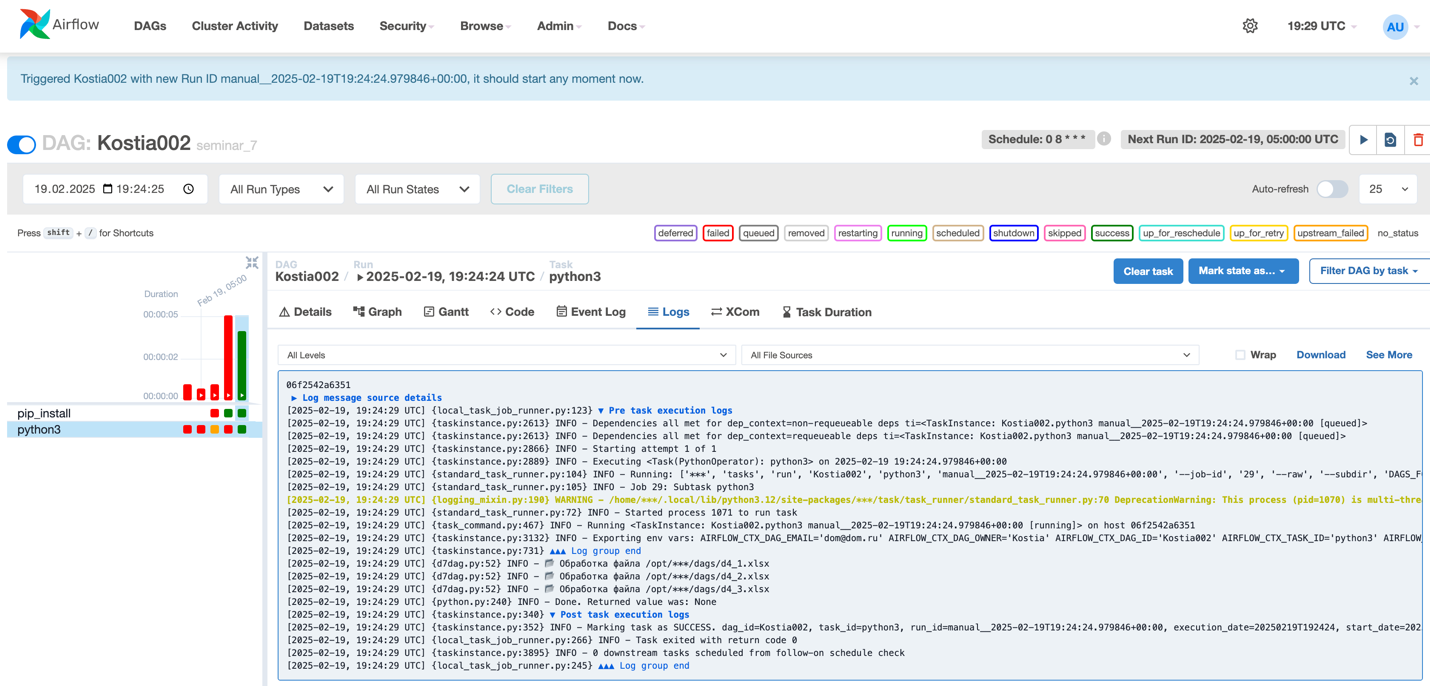 Airflow DAGs Cluster Activity Datasets Security Browse Admin Docs 19:29 UTC AU
Triggered Kostia002 with new Run ID manual__2025-02-19T19:24:24.979846+00:00, it should start any moment now. ×
DAG: Kostia002 seminar_7 Schedule: 0 8 * * * i Next Run ID: 2025-02-19, 05:00:00 UTC
19.02.2025 19:24:25 All Run Types All Run States Clear Filters Auto-refresh 25
Press shift + / for Shortcuts deferred failed queued removed restarting running scheduled shutdown skipped success up_for_reschedule up_for_retry upstream_failed no_status
DAG Run Task
Kostia002 / 2025-02-19, 19:24:24 UTC / python3 Clear task Mark state as... Filter DAG by task
Duration Feb 19, 05:00
00:00:05
00:00:02
00:00:00
pip_install
python3
Details Graph Gantt <> Code Event Log Logs XCom Task Duration
All Levels All File Sources Wrap Download See More
06f2542a6351
▶ Log message source details
[2025-02-19, 19:24:29 UTC] {local_task_job_runner.py:123} ▼ Pre task execution logs
[2025-02-19, 19:24:29 UTC] {taskinstance.py:2613} INFO - Dependencies all met for dep_context=non-requeueable deps ti=<TaskInstance: Kostia002.python3 manual__2025-02-19T19:24:24.979846+00:00 [queued]>
[2025-02-19, 19:24:29 UTC] {taskinstance.py:2613} INFO - Dependencies all met for dep_context=requeueable deps ti=<TaskInstance: Kostia002.python3 manual__2025-02-19T19:24:24.979846+00:00 [queued]>
[2025-02-19, 19:24:29 UTC] {taskinstance.py:2866} INFO - Starting attempt 1 of 1
[2025-02-19, 19:24:29 UTC] {taskinstance.py:2889} INFO - Executing <Task(PythonOperator): python3> on 2025-02-19 19:24:24.979846+00:00
[2025-02-19, 19:24:29 UTC] {standard_task_runner.py:104} INFO - Running: ['***', 'tasks', 'run', 'Kostia002', 'python3', 'manual__2025-02-19T19:24:24.979846+00:00', '--job-id', '29', '--raw', '--subdir', 'DAGS_FO
[2025-02-19, 19:24:29 UTC] {standard_task_runner.py:105} INFO - Job 29: Subtask python3
[2025-02-19, 19:24:29 UTC] {logging_mixin.py:190} WARNING - /home/***/.local/lib/python3.12/site-packages/***/task/task_runner/standard_task_runner.py:70 DeprecationWarning: This process (pid=1070) is multi-thre
[2025-02-19, 19:24:29 UTC] {standard_task_runner.py:72} INFO - Started process 1071 to run task
[2025-02-19, 19:24:29 UTC] {task_command.py:467} INFO - Running <TaskInstance: Kostia002.python3 manual__2025-02-19T19:24:24.979846+00:00 [running]> on host 06f2542a6351
[2025-02-19, 19:24:29 UTC] {taskinstance.py:3132} INFO - Exporting env vars: AIRFLOW_CTX_DAG_EMAIL='dom@dom.ru' AIRFLOW_CTX_DAG_OWNER='Kostia' AIRFLOW_CTX_DAG_ID='Kostia002' AIRFLOW_CTX_TASK_ID='python3' AIRFLOW_
[2025-02-19, 19:24:29 UTC] {taskinstance.py:731} ▲▲▲ Log group end
[2025-02-19, 19:24:29 UTC] {d7dag.py:52} INFO - 📂 Обработка файла /opt/***/dags/d4_1.xlsx
[2025-02-19, 19:24:29 UTC] {d7dag.py:52} INFO - 📂 Обработка файла /opt/***/dags/d4_2.xlsx
[2025-02-19, 19:24:29 UTC] {d7dag.py:52} INFO - 📂 Обработка файла /opt/***/dags/d4_3.xlsx
[2025-02-19, 19:24:29 UTC] {python.py:240} INFO - Done. Returned value was: None
[2025-02-19, 19:24:29 UTC] {taskinstance.py:340} ▼ Post task execution logs
[2025-02-19, 19:24:29 UTC] {taskinstance.py:352} INFO - Marking task as SUCCESS. dag_id=Kostia002, task_id=python3, run_id=manual__2025-02-19T19:24:24.979846+00:00, execution_date=20250219T192424, start_date=202
[2025-02-19, 19:24:29 UTC] {local_task_job_runner.py:266} INFO - Task exited with return code 0
[2025-02-19, 19:24:29 UTC] {taskinstance.py:3895} INFO - 0 downstream tasks scheduled from follow-on schedule check
[2025-02-19, 19:24:29 UTC] {local_task_job_runner.py:245} ▲▲▲ Log group end